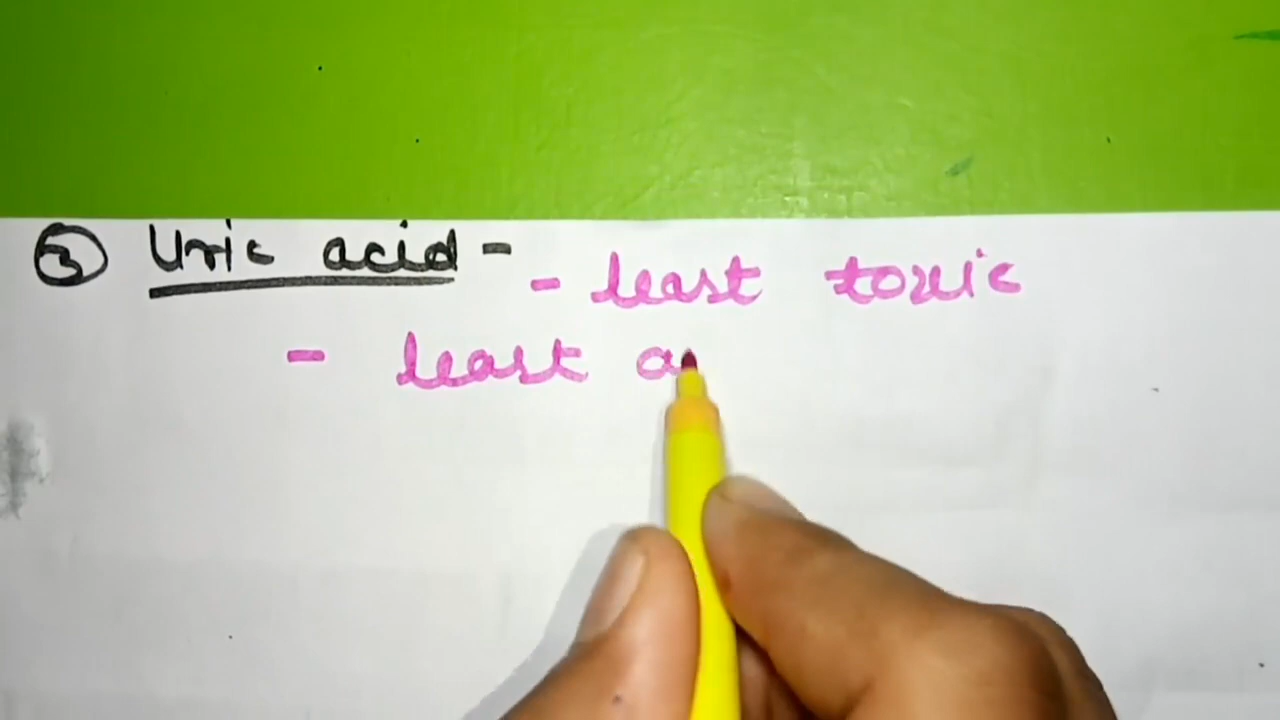 ③ Uric acid -
- least toxic
- least a